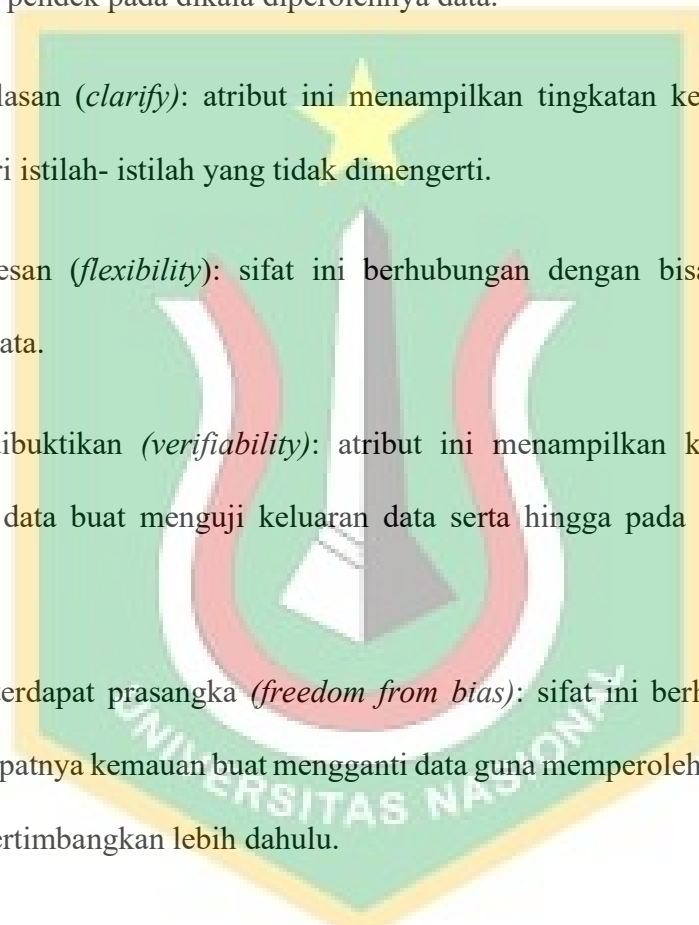 pendek pada dikala diperolehnya data.
lasan (clarify): atribut ini menampilkan tingkatan ke
ri istilah- istilah yang tidak dimengerti.
esan (flexibility): sifat ini berhubungan dengan bisa
ata.
ibuktikan (verifiability): atribut ini menampilkan k
data buat menguji keluaran data serta hingga pada
erdapat prasangka (freedom from bias): sifat ini berh
patnya kemauan buat mengganti data guna memperoleh
ertimbangkan lebih dahulu.
UNIVERSITAS NASIONAL